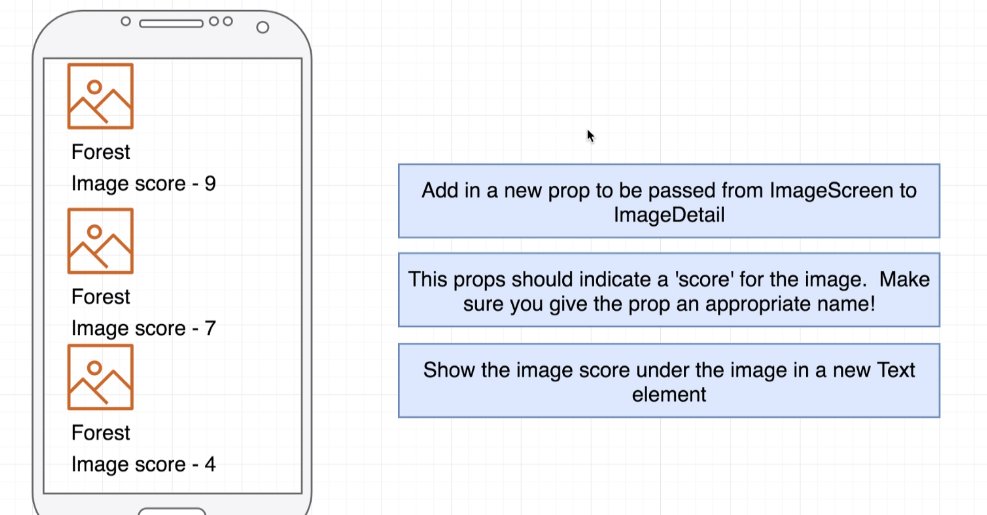 Forest
Image score - 9
Forest
Image score - 7
Forest
Image score - 4
Add in a new prop to be passed from ImageScreen to
ImageDetail
This props should indicate a 'score' for the image.  Make
sure you give the prop an appropriate name!
Show the image score under the image in a new Text
element